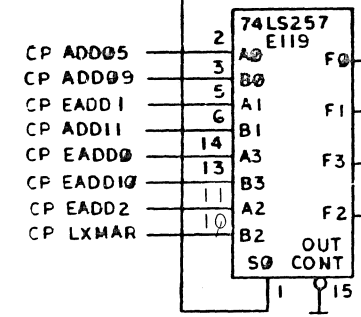 74LS257
E119
CP ADD05 2 A0 F0
CP ADD09 3 B0
CP EADD1 5 A1 F1
CP ADD11 6 B1
CP EADD0 14 A3 F3
CP EADD10 13 B3
CP EADD2 11 A2 F2
CP LXMAR 10 B2
OUT
S0 CONT
1 15